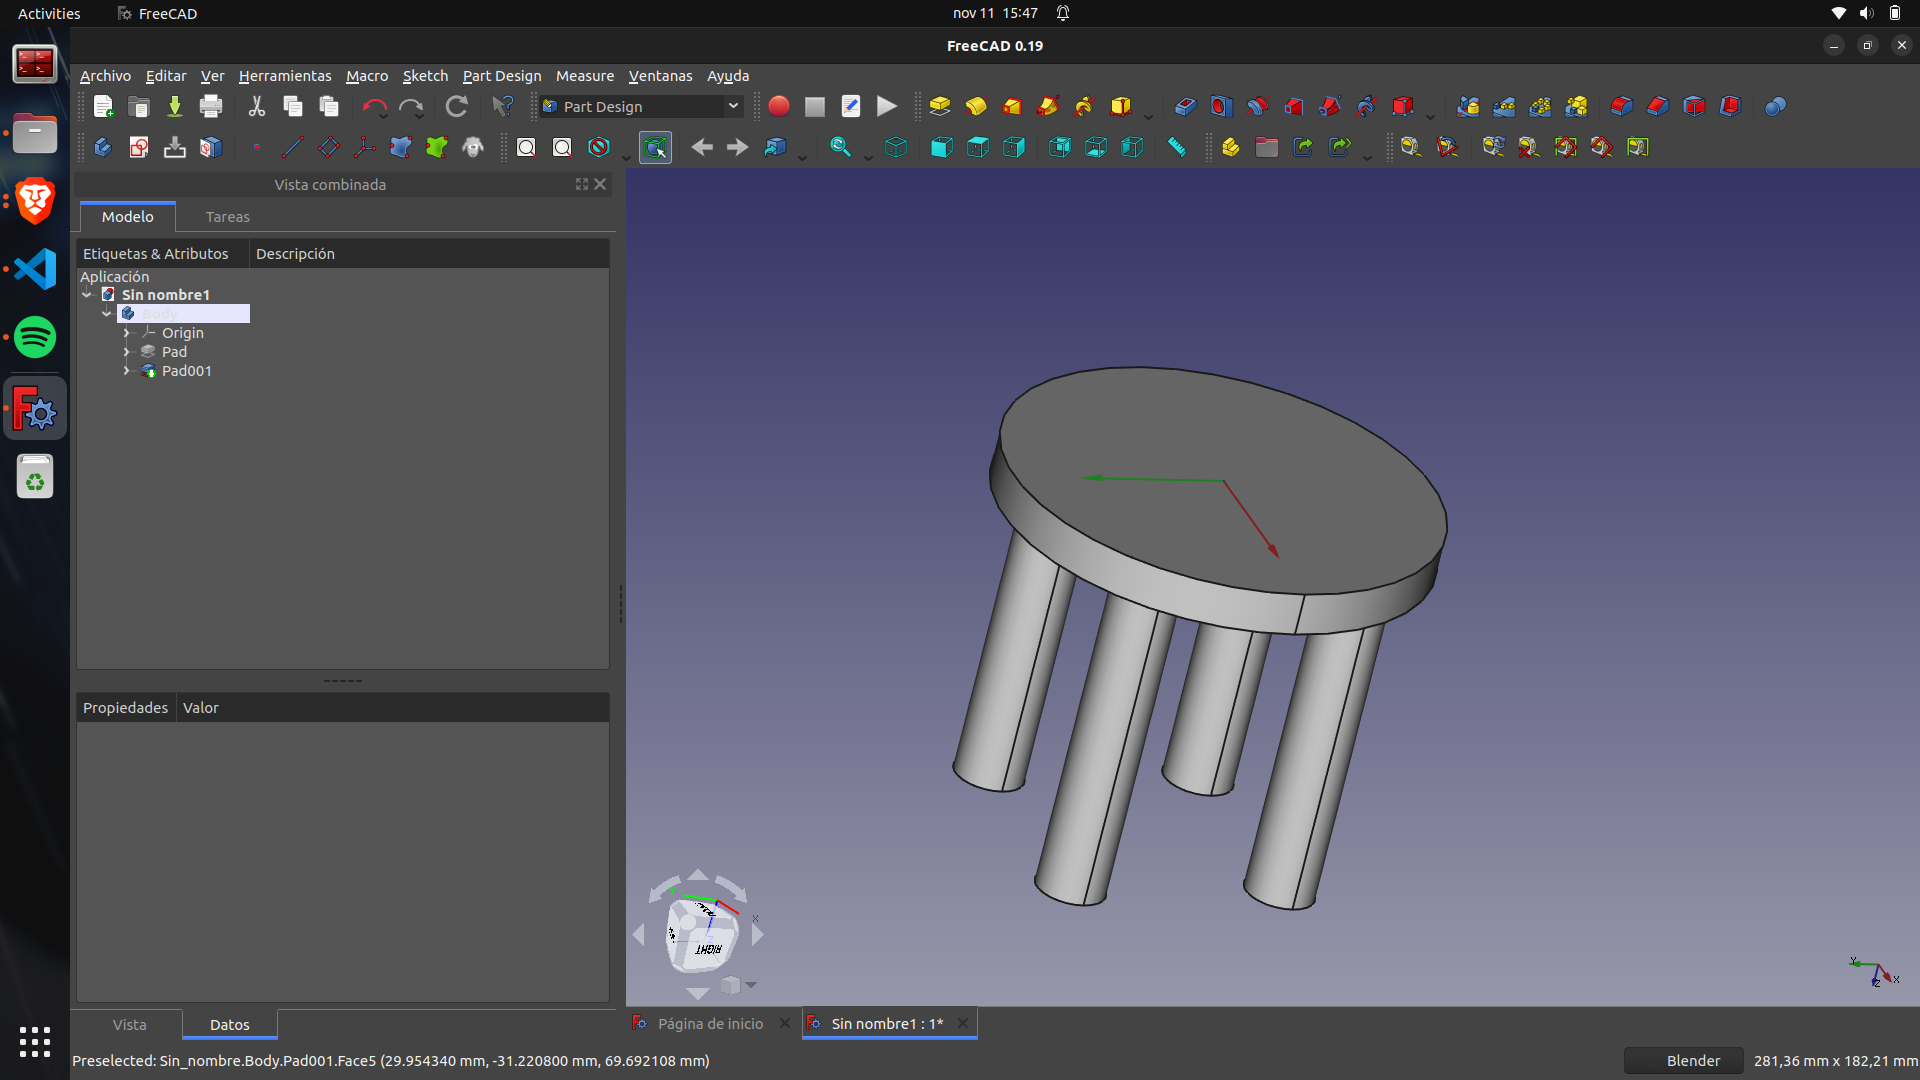 Activities FreeCAD nov 11 15:47
FreeCAD 0.19
Archivo Editar Ver Herramientas Macro Sketch Part Design Measure Ventanas Ayuda
Part Design
Vista combinada
Modelo Tareas
Etiquetas & Atributos Descripción
Aplicación
Sin nombre1
Body
Origin
Pad
Pad001
Propiedades Valor
X
RIGHT
Y
Z
X
Vista Datos
Página de inicio Sin nombre1 : 1*
Preselected: Sin_nombre.Body.Pad001.Face5 (29.954340 mm, -31.220800 mm, 69.692108 mm) Blender 281,36 mm x 182,21 mm